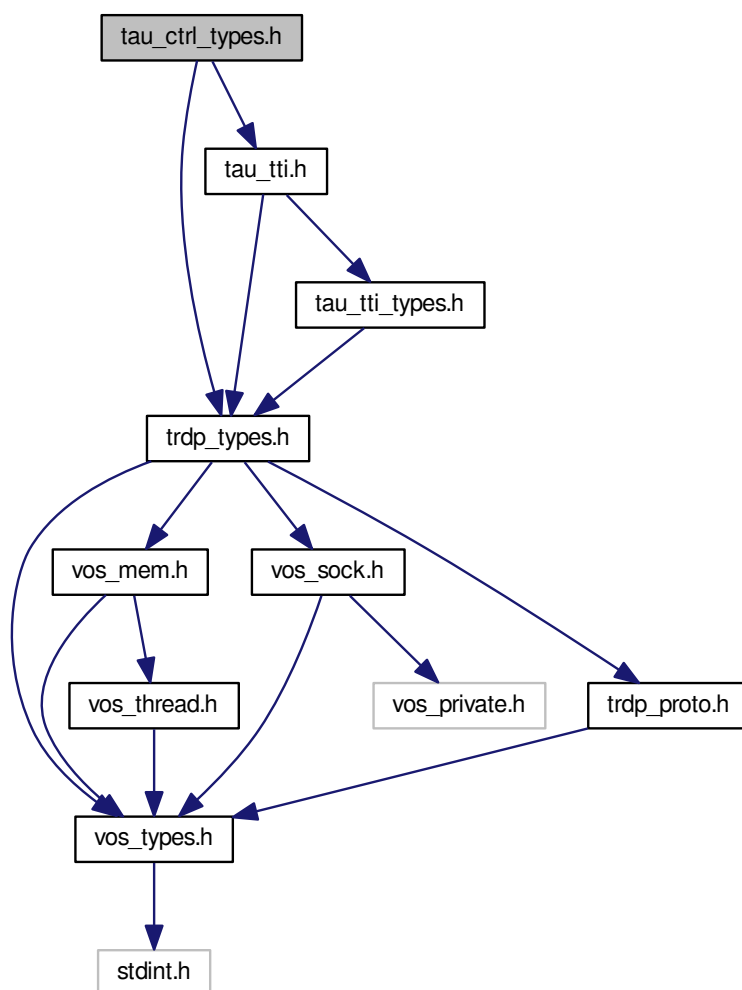 tau_ctrl_types.h
tau_tti.h
tau_tti_types.h
trdp_types.h
vos_mem.h
vos_sock.h
vos_thread.h
vos_private.h
trdp_proto.h
vos_types.h
stdint.h